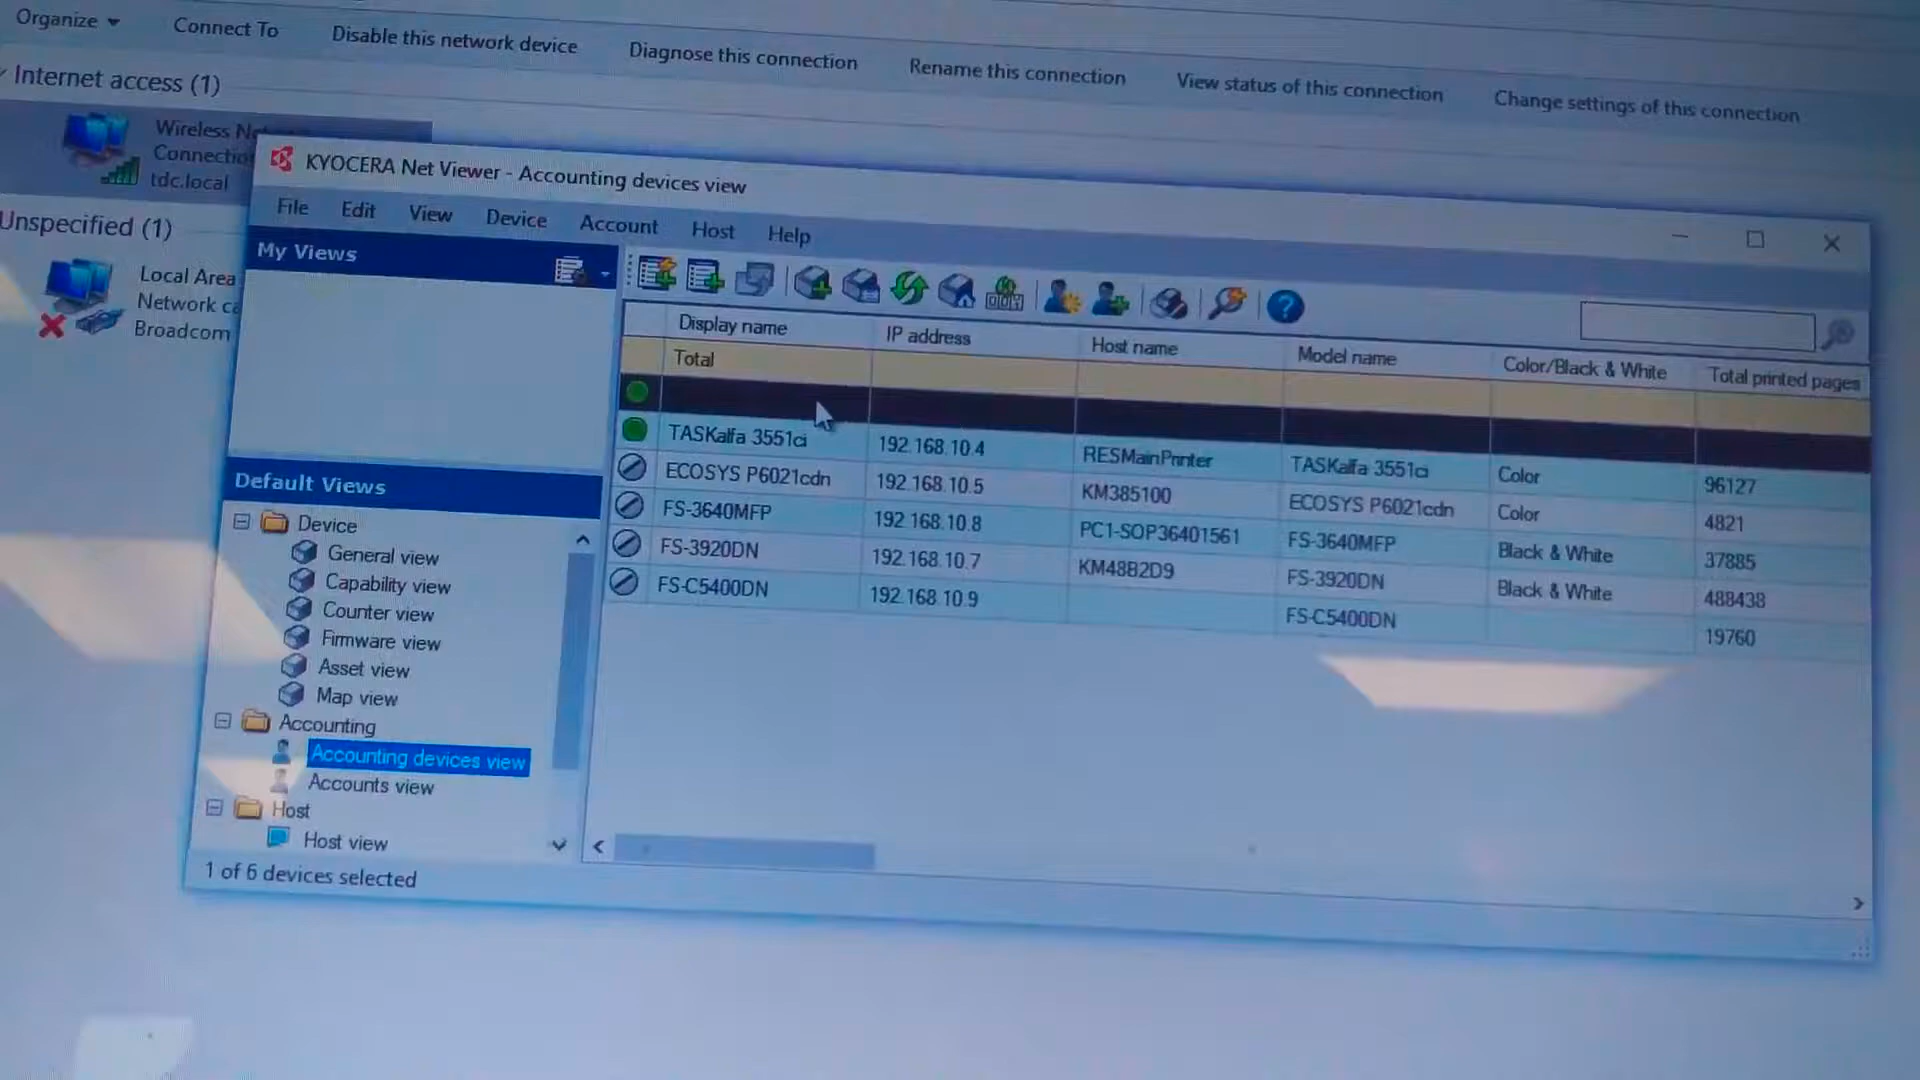 Organize
Connect To
Disable this network device
Diagnose this connection
Rename this connection
View status of this connection
Change settings of this connection
Internet access (1)
Wireless
Connection
tdc.local
Unspecified (1)
Local Area
Network
Broadcom
KYOCERA Net Viewer - Accounting devices view
File Edit View Device Account Host Help
My Views
Default Views
Device
General view
Capability view
Counter view
Firmware view
Asset view
Map view
Accounting
Accounting devices view
Accounts view
Host
Host view
1 of 6 devices selected
Display name IP address Host name Model name Color/Black & White Total printed pages
Total
TASKalfa 3551ci 192.168.10.4 RESMainPrinter TASKalfa 3551ci Color 96127
ECOSYS P6021cdn 192.168.10.5 KM385100 ECOSYS P6021cdn Color 4821
FS-3640MFP 192.168.10.8 PC1-SOP36401561 FS-3640MFP Black & White 37885
FS-3920DN 192.168.10.7 KM48B2D9 FS-3920DN Black & White 488438
FS-C5400DN 192.168.10.9 FS-C5400DN 19760